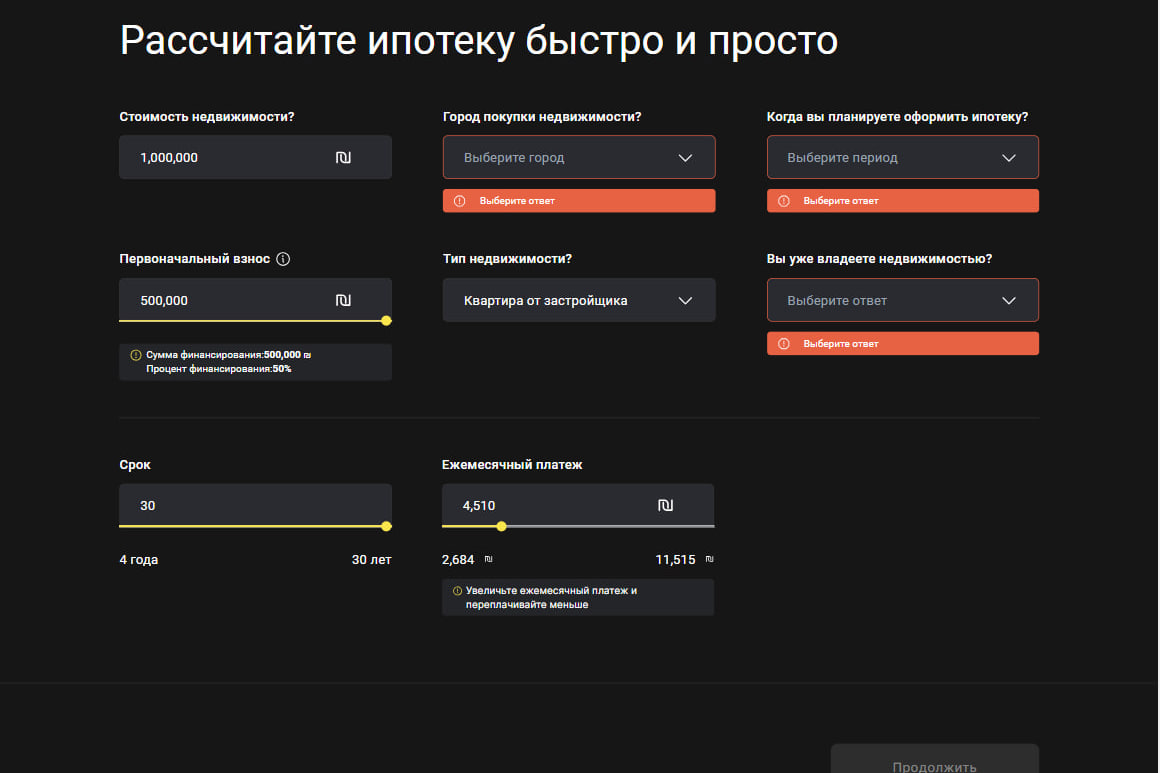 Рассчитайте ипотеку быстро и просто
Стоимость недвижимости?
1,000,000 ₪
Город покупки недвижимости?
Выберите город
Выберите ответ
Когда вы планируете оформить ипотеку?
Выберите период
Выберите ответ
Первоначальный взнос
500,000 ₪
Сумма финансирования:500,000 ₪
Процент финансирования:50%
Тип недвижимости?
Квартира от застройщика
Вы уже владеете недвижимостью?
Выберите ответ
Выберите ответ
Срок
30
4 года 30 лет
Ежемесячный платеж
4,510 ₪
2,684 ₪ 11,515 ₪
Увеличьте ежемесячный платеж и
переплачивайте меньше
Продолжить